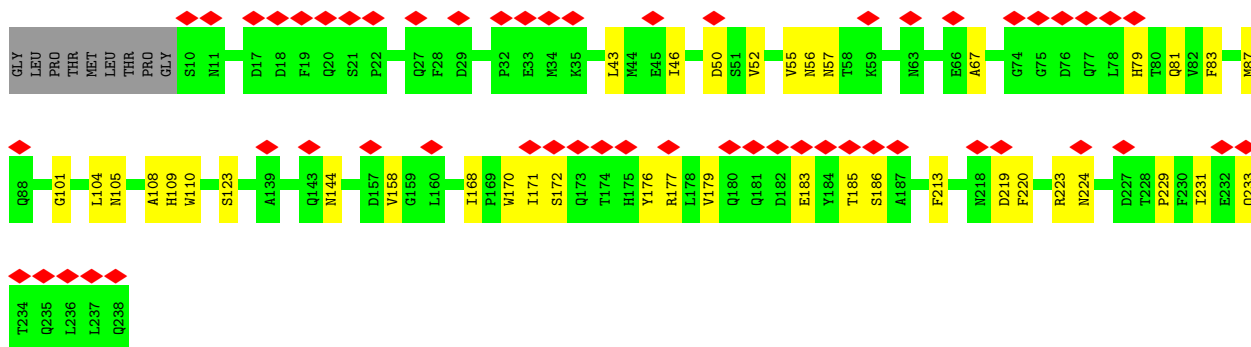 GLY LEU PRO THR MET LEU THR PRO GLY S10 N11 D17 D18 F19 Q20 S21 P22 Q27 F28 D29 P32 E33 M34 K35 L43 M44 E45 I46 D50 S51 V52 V55 N56 N57 T58 K59 N63 E66 A67 G74 G75 D76 Q77 L78 H79 T80 Q81 V82 F83 M87
Q88 G101 L104 N105 A108 H109 W110 S123 A139 Q143 N144 D157 V158 G159 L160 I168 P169 W170 I171 S172 Q173 T174 H175 Y176 R177 L178 V179 Q180 Q181 D182 E183 Y184 T185 S186 A187 F213 N218 D219 F220 R223 N224 D227 T228 P229 F230 I231 E232 Q233
T234 Q235 L236 L237 Q238